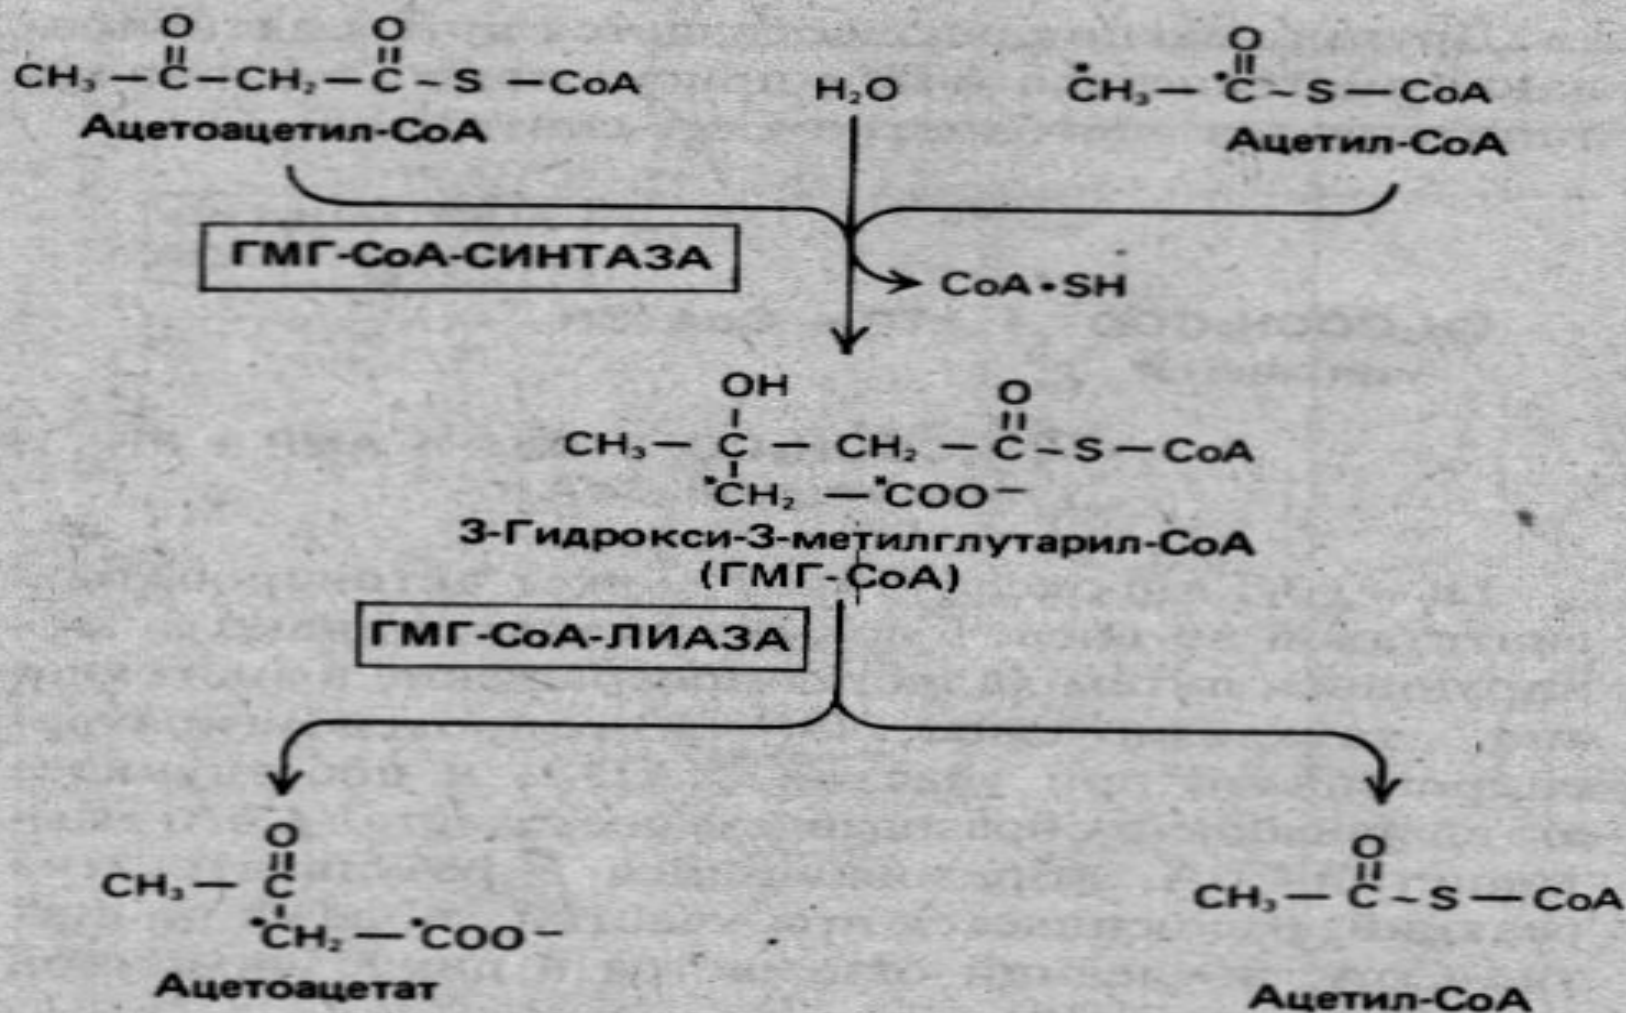 O O O
CH₃ — C — CH₂ — C ~ S — CoA H₂O •CH₃ — •C ~ S — CoA
Ацетоацетил-CoA Ацетил-CoA
ГМГ-CoA-СИНТАЗА
CoA • SH
OH O
CH₃ — C — CH₂ — C ~ S — CoA
•CH₂ — •COO⁻
3-Гидрокси-3-метилглутарил-CoA
(ГМГ-CoA)
ГМГ-CoA-ЛИАЗА
O O
CH₃ — C CH₃ — C ~ S — CoA
•CH₂ — •COO⁻
Ацетоацетат Ацетил-CoA